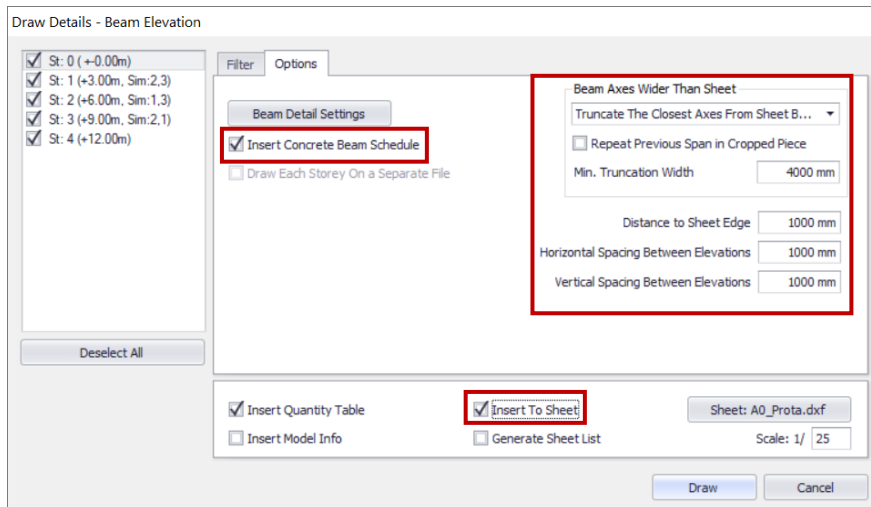 Draw Details - Beam Elevation
St: 0 ( +-0.00m)
St: 1 (+3.00m, Sim:2,3)
St: 2 (+6.00m, Sim:1,3)
St: 3 (+9.00m, Sim:2,1)
St: 4 (+12.00m)
Deselect All
Filter
Options
Beam Detail Settings
Insert Concrete Beam Schedule
Draw Each Storey On a Separate File
Beam Axes Wider Than Sheet
Truncate The Closest Axes From Sheet B...
Repeat Previous Span in Cropped Piece
Min. Truncation Width 4000 mm
Distance to Sheet Edge 1000 mm
Horizontal Spacing Between Elevations 1000 mm
Vertical Spacing Between Elevations 1000 mm
Insert Quantity Table
Insert To Sheet
Sheet: A0_Prota.dxf
Insert Model Info
Generate Sheet List
Scale: 1/ 25
Draw
Cancel